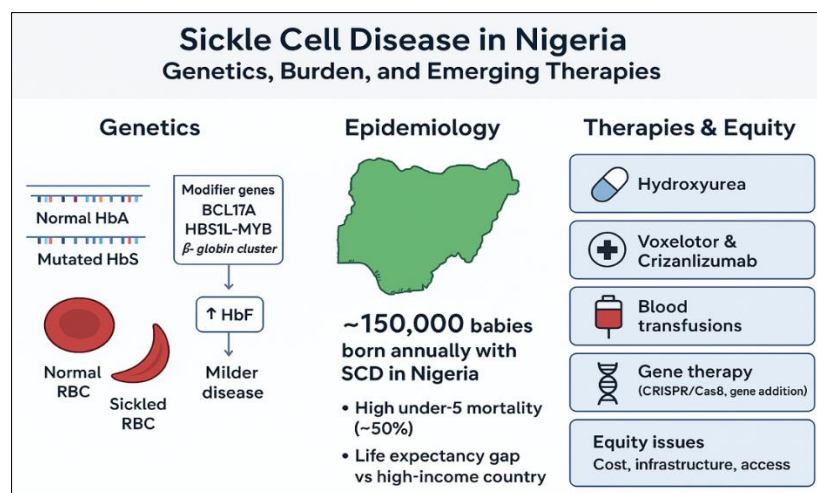 Sickle Cell Disease in Nigeria
Genetics, Burden, and Emerging Therapies
Genetics
Normal HbA
Mutated HbS
Modifier genes
BCL17A
HBS1L-MYB
β- globin cluster
↑ HbF
Milder
disease
Normal
RBC
Sickled
RBC
Epidemiology
~150,000 babies
born annually with
SCD in Nigeria
• High under-5 mortality
(~50%)
• Life expectancy gap
vs high-income country
Therapies & Equity
Hydroxyurea
Voxelotor &
Crizanlizumab
Blood
transfusions
Gene therapy
(CRISPR/Cas8, gene addition)
Equity issues
Cost, infrastructure, access